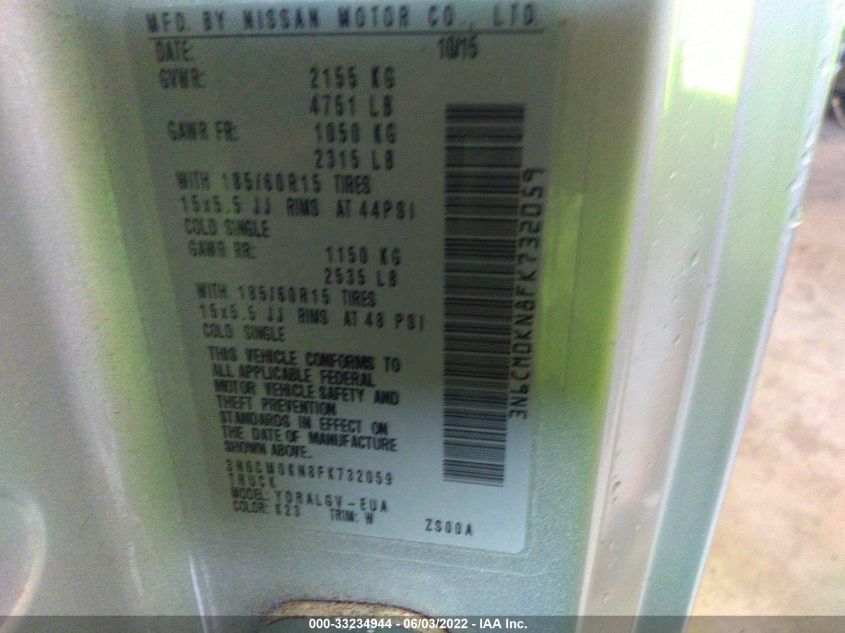 MFD. BY NISSAN MOTOR CO., LTD.
DATE: 10/15
GVWR: 2155 KG
4751 LB
GAWR FR: 1050 KG
2315 LB
WITH 185/60R15 TIRES
15x5.5 JJ RIMS AT 44PSI
COLD SINGLE
GAWR RR: 1150 KG
2535 LB
WITH 185/60R15 TIRES
15x5.5 JJ RIMS AT 48 PSI
COLD SINGLE
THIS VEHICLE CONFORMS TO
ALL APPLICABLE FEDERAL
MOTOR VEHICLE SAFETY AND
THEFT PREVENTION
STANDARDS IN EFFECT ON
THE DATE OF MANUFACTURE
SHOWN ABOVE.
3N6CM0KN8FK732059
TRUCK
MODEL: YDRALGV-EUA
COLOR: K23 TRIM: W ZS00A
3N6CM0KN8FK732059
000-33234944 - 06/03/2022 - IAA Inc.